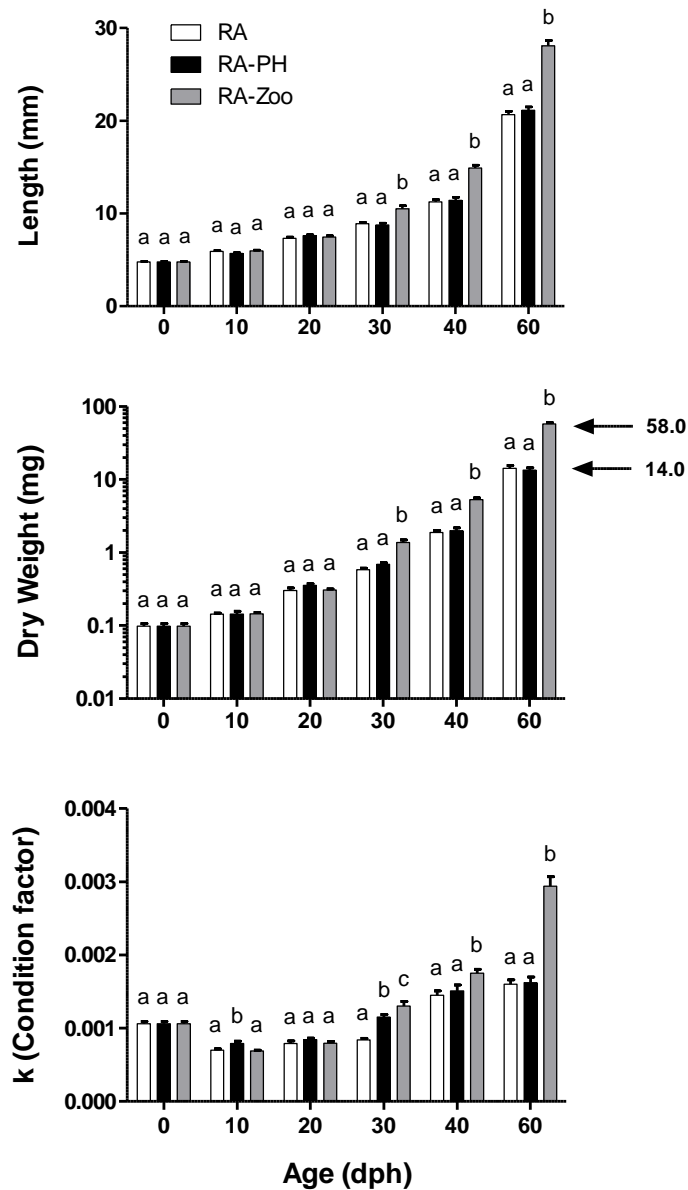 RA
RA-PH
RA-Zoo
Length (mm)
30
20
10
0
a a a
a a a
a a a
a a b
a a b
a a b
0 10 20 30 40 60
Dry Weight (mg)
100
10
1
0.1
0.01
a a a
a a a
a a a
a a b
a a b
a a b
58.0
14.0
0 10 20 30 40 60
k (Condition factor)
0.004
0.003
0.002
0.001
0.000
a a a
a b a
a a a
a b c
a a b
a a b
0 10 20 30 40 60
Age (dph)